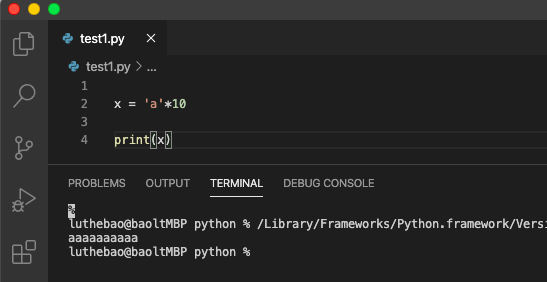 test1.py
test1.py > ...
1
2 x = 'a'*10
3
4 print(x)
PROBLEMS OUTPUT TERMINAL DEBUG CONSOLE
%
luthebao@baoltMBP python % /Library/Frameworks/Python.framework/Versi
aaaaaaaaaa
luthebao@baoltMBP python %